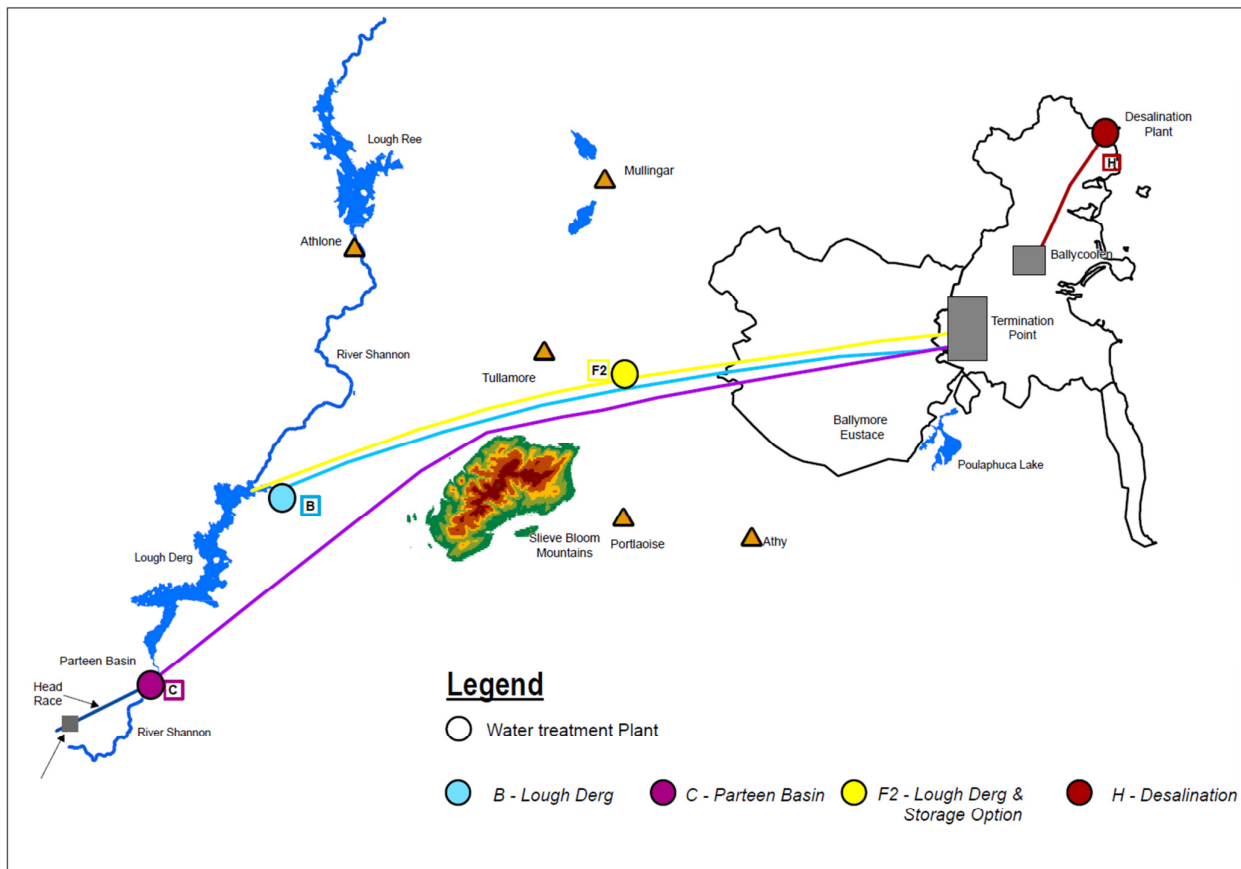 Lough Ree
Mullingar
Desalination
Plant
H
Athlone
Ballycoolen
River Shannon
Termination
Point
Tullamore
F2
Ballymore
Eustace
Poulaphuca Lake
B
Slieve Bloom
Mountains
Portlaoise
Athy
Lough Derg
Parteen Basin
C
Head
Race
River Shannon
Legend
Water treatment Plant
B - Lough Derg
C - Parteen Basin
F2 - Lough Derg &
Storage Option
H - Desalination